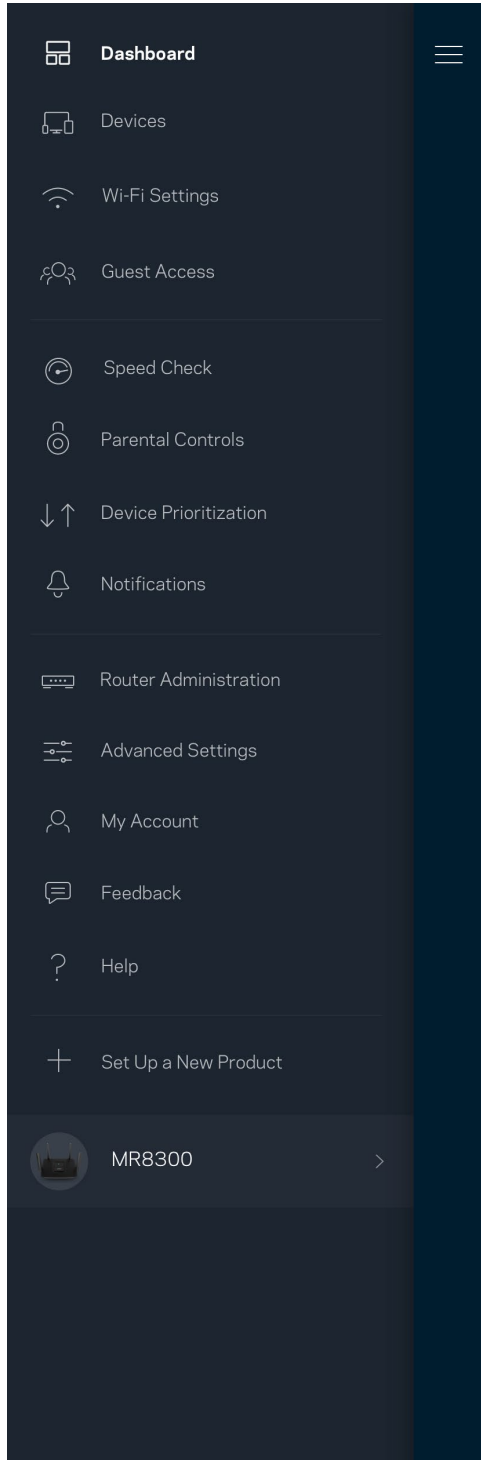 Dashboard
Devices
Wi-Fi Settings
Guest Access
Speed Check
Parental Controls
Device Prioritization
Notifications
Router Administration
Advanced Settings
My Account
Feedback
Help
Set Up a New Product
MR8300